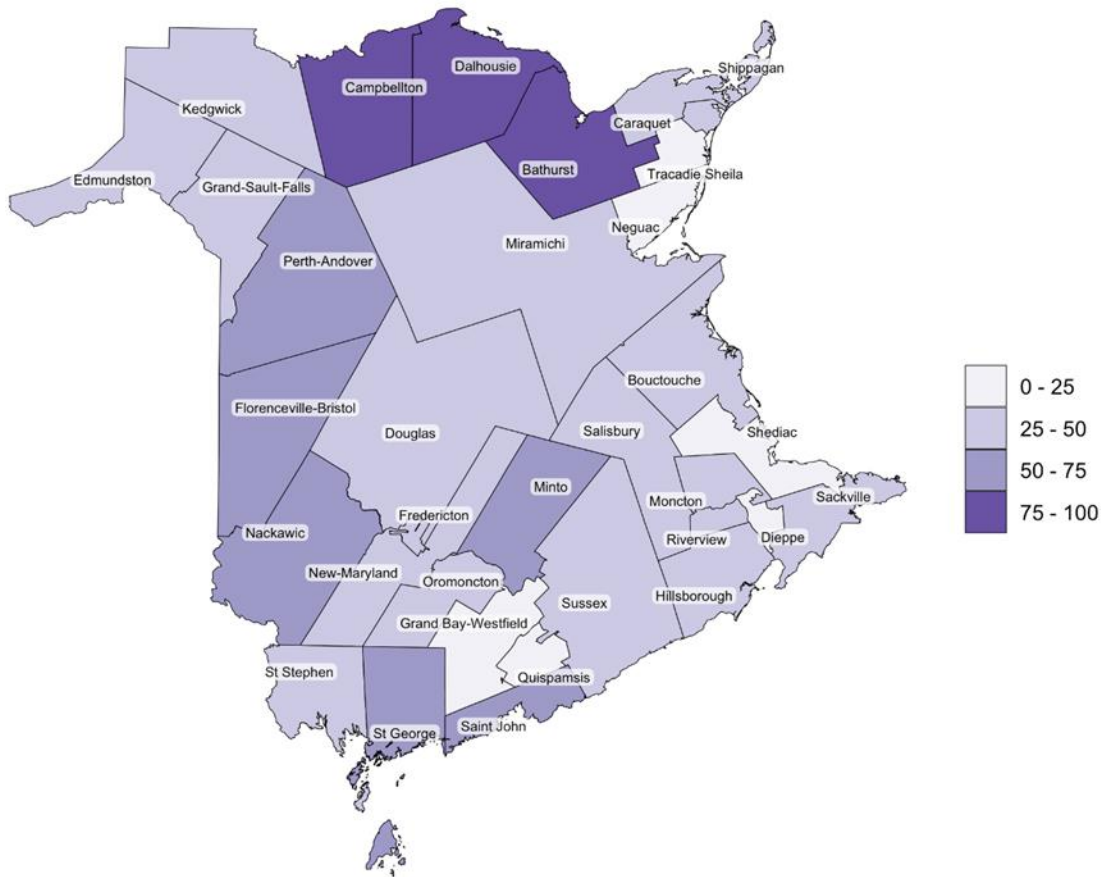 Shippagan
Dalhousie
Campbellton
Kedgwick
Caraquet
Bathurst
Tracadie Sheila
Edmundston
Grand-Sault-Falls
Neguac
Miramichi
Perth-Andover
Bouctouche
Florenceville-Bristol
Douglas
Salisbury
Shediac
Minto
Moncton
Sackville
Fredericton
Nackawic
Riverview
Dieppe
New-Maryland
Oromoncton
Sussex
Hillsborough
Grand Bay-Westfield
St Stephen
Quispamsis
Saint John
St George
0 - 25
25 - 50
50 - 75
75 - 100